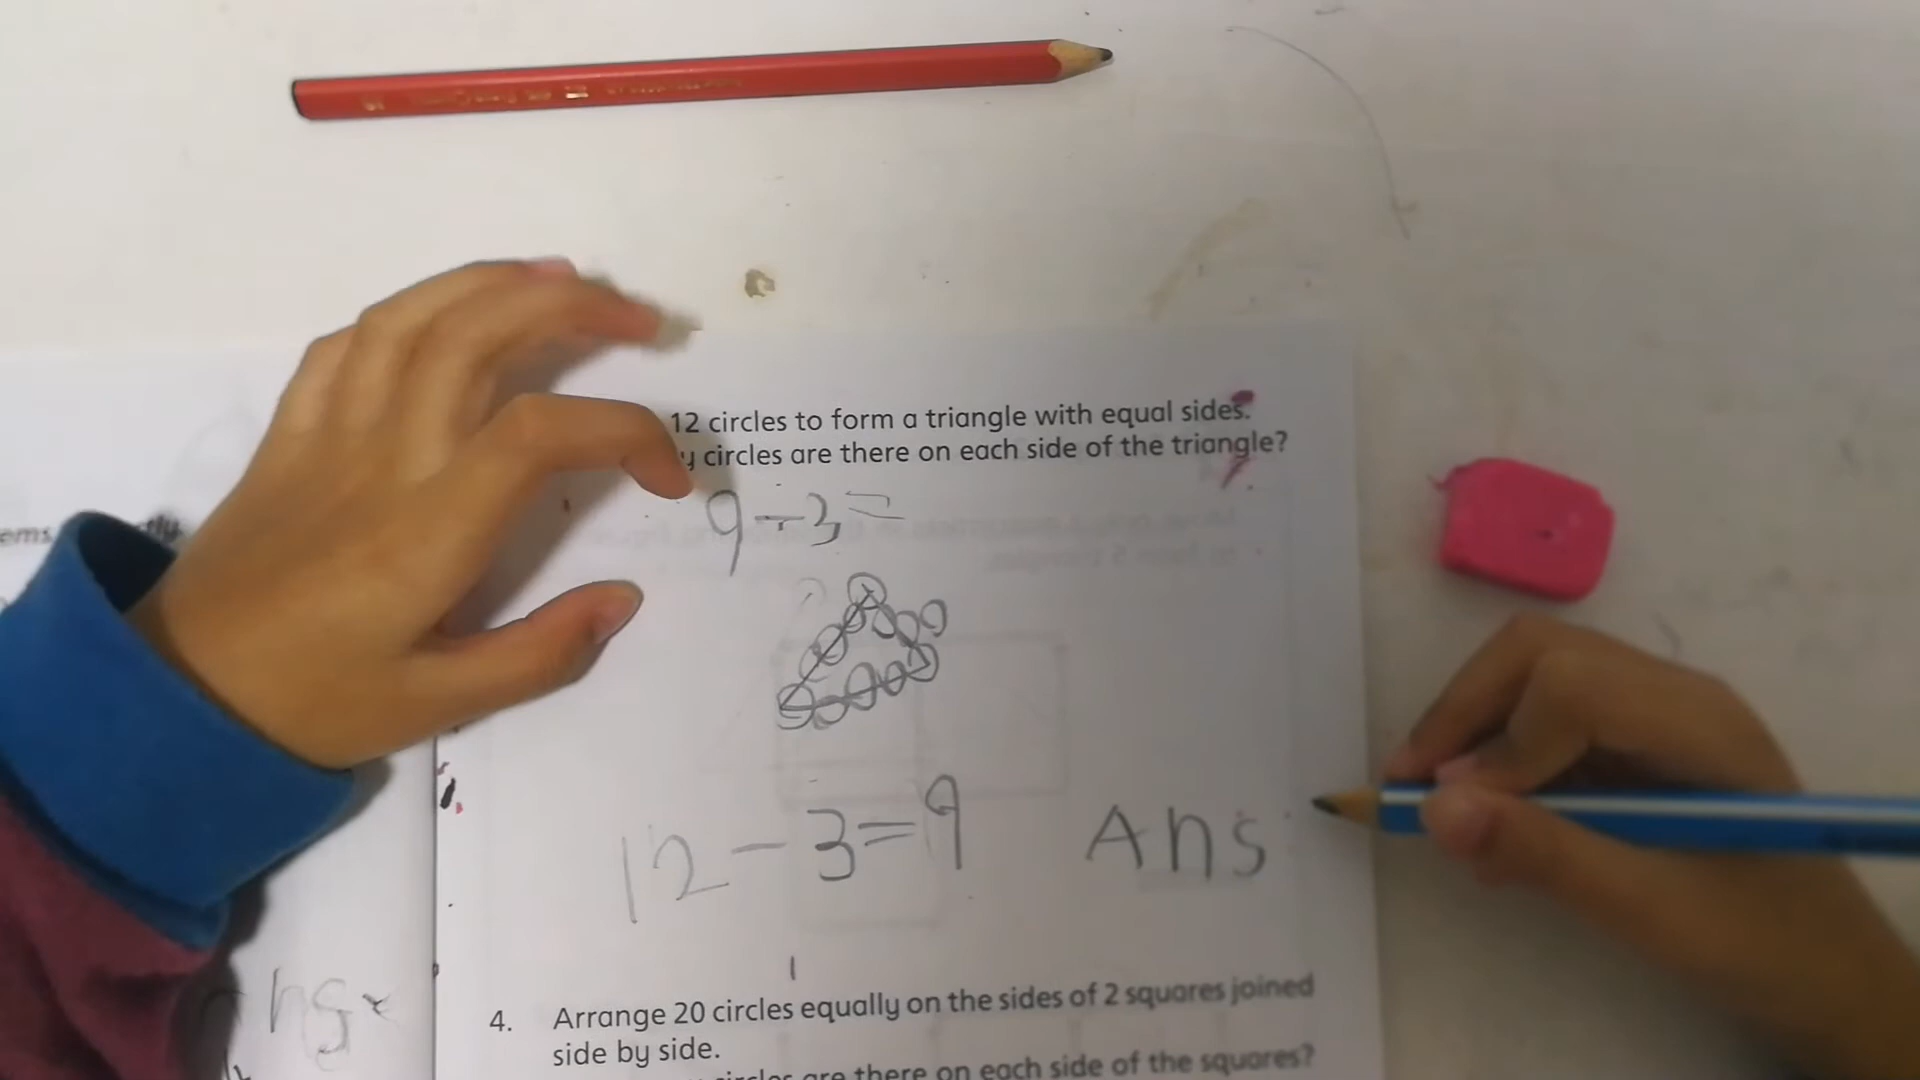 12 circles to form a triangle with equal sides.
y circles are there on each side of the triangle?
9 ÷ 3 =
12 - 3 = 9
Ans
4. Arrange 20 circles equally on the sides of 2 squares joined
side by side.
are there on each side of the squares?
ems
tly.